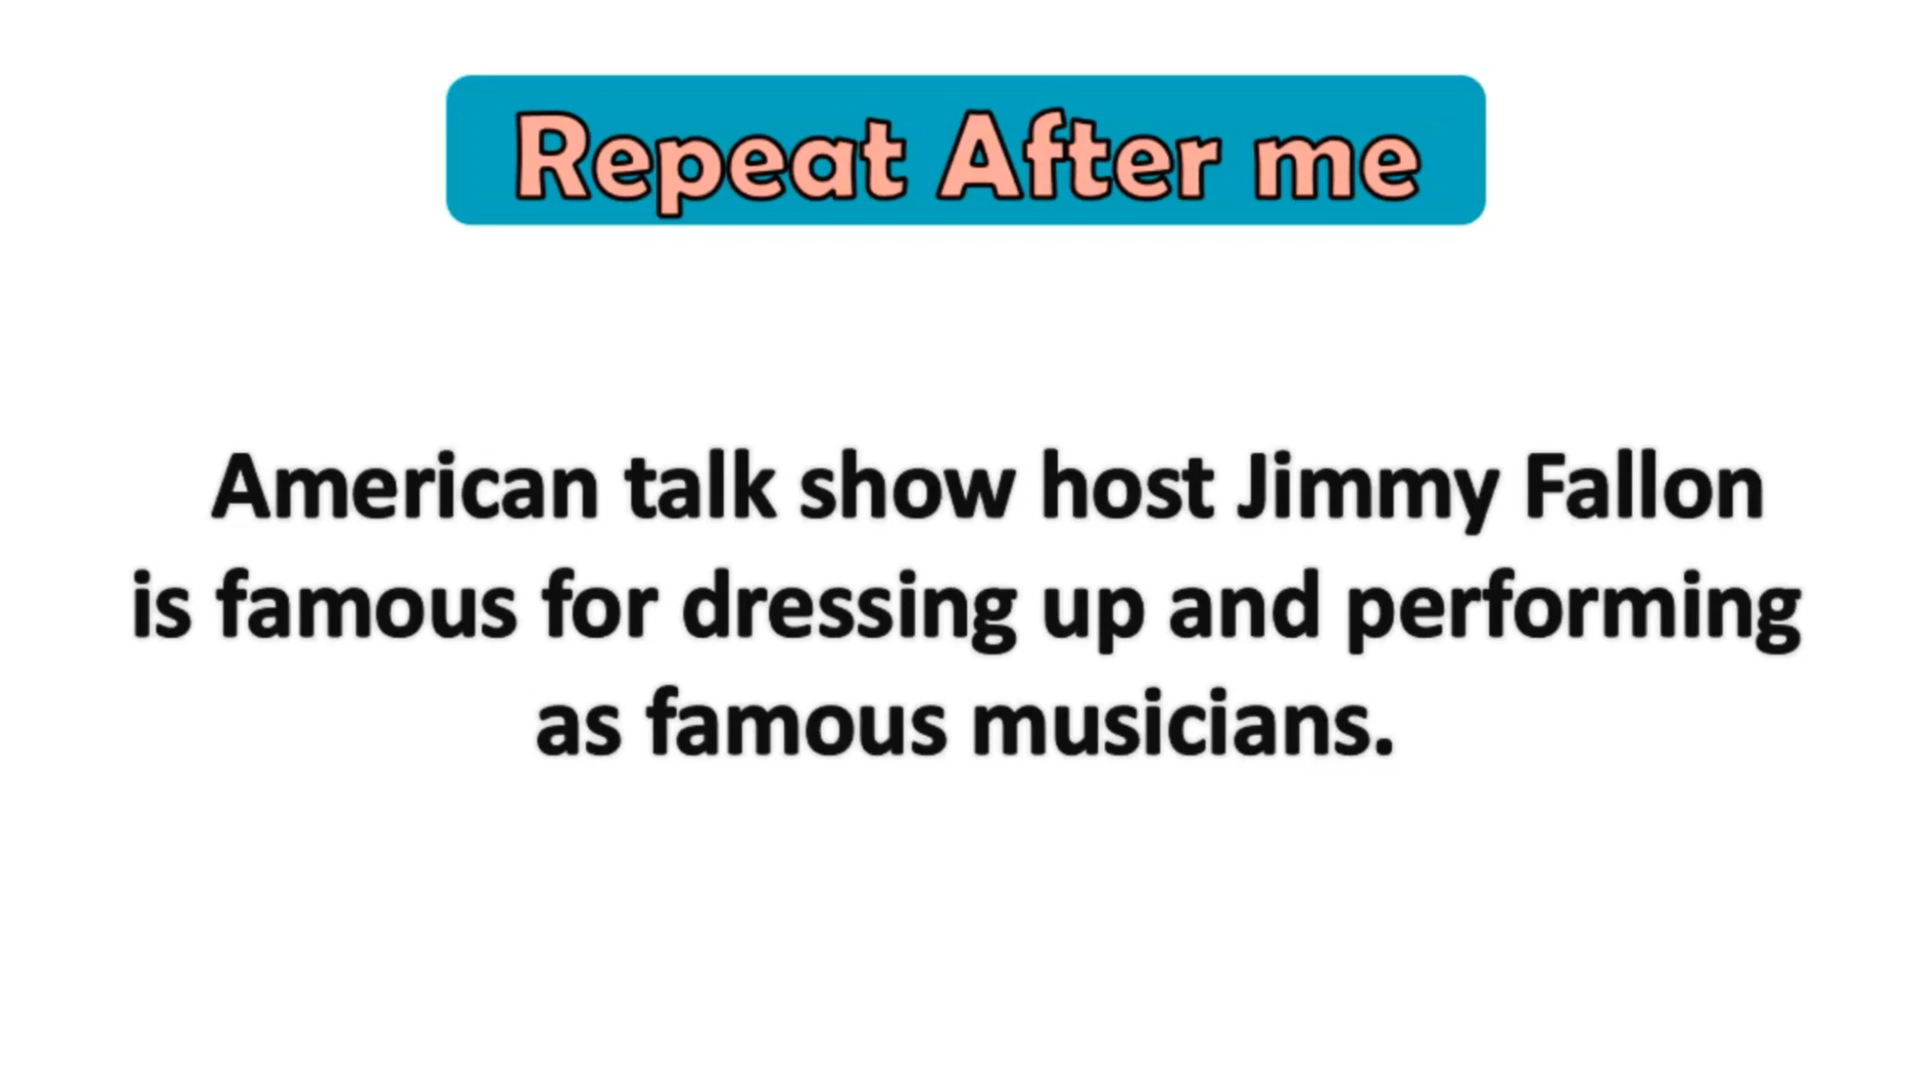 Repeat After me
American talk show host Jimmy Fallon
is famous for dressing up and performing
as famous musicians.